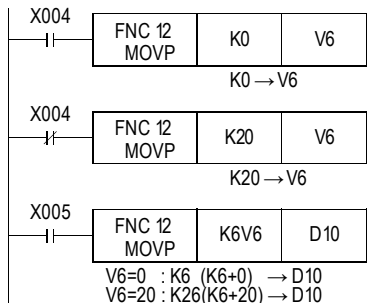 X004
FNC 12 MOVP K0 V6
K0 → V6
X004
FNC 12 MOVP K20 V6
K20 → V6
X005
FNC 12 MOVP K6V6 D10
V6=0 : K6 (K6+0) → D10
V6=20 : K26(K6+20) → D10